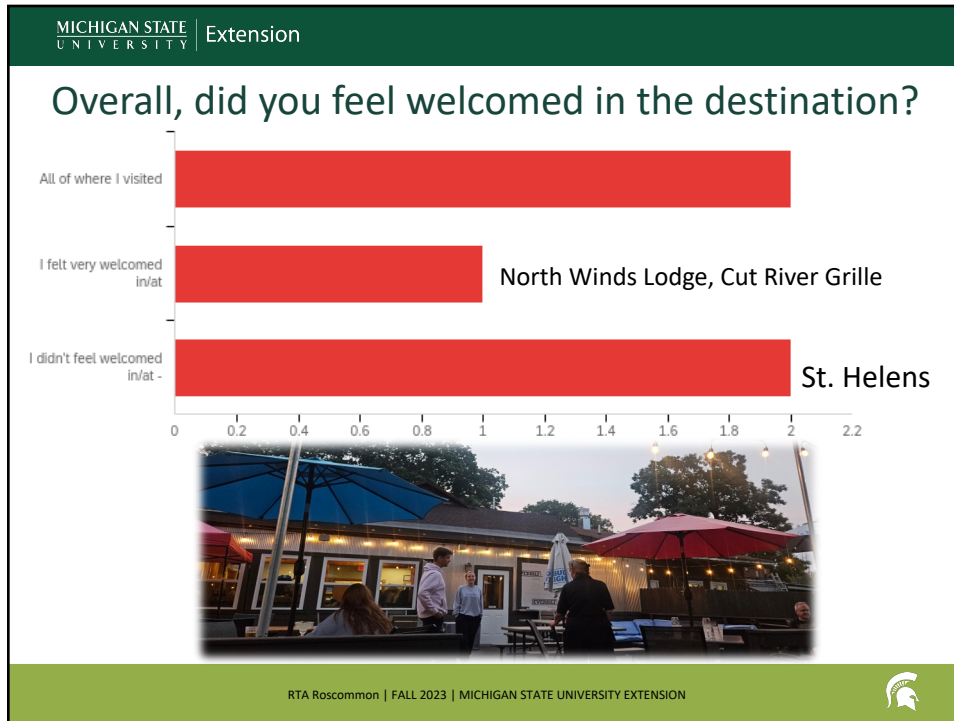 MICHIGAN STATE
UNIVERSITY
Extension
Overall, did you feel welcomed in the destination?
All of where I visited
I felt very welcomed
in/at
North Winds Lodge, Cut River Grille
I didn't feel welcomed
in/at -
St. Helens
0 0.2 0.4 0.6 0.8 1 1.2 1.4 1.6 1.8 2 2.2
RTA Roscommon | FALL 2023 | MICHIGAN STATE UNIVERSITY EXTENSION